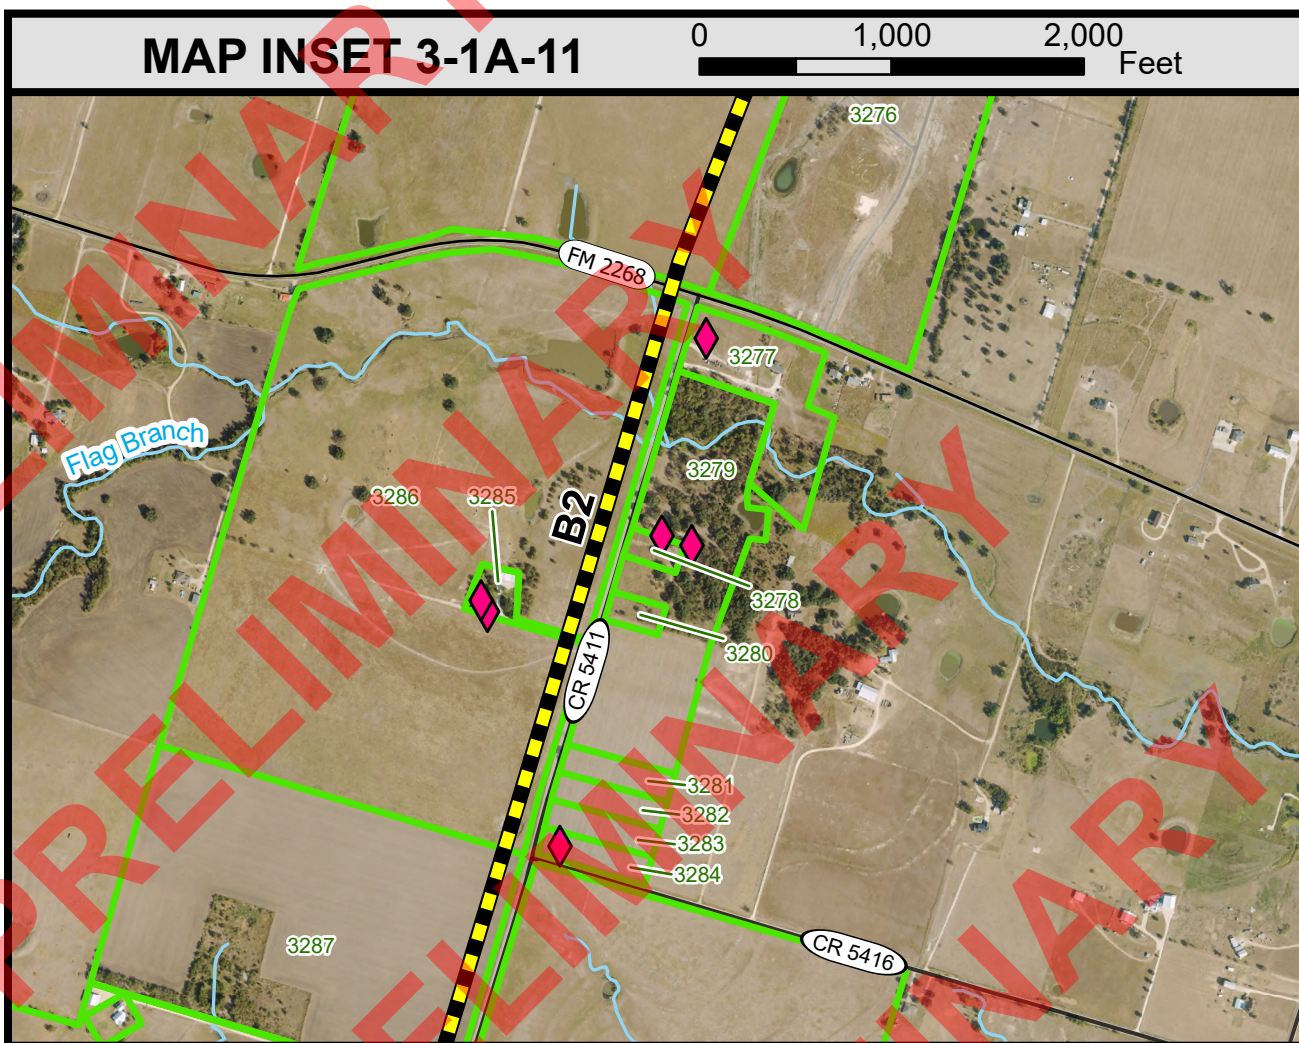 MAP INSET 3-1A-11
0 1,000 2,000
Feet
3276
FM 2268
3277
Flag Branch
3279
3286 3285
B2
3278
3280
CR 5411
3281
3282
3283
3284
3287
CR 5416
PRELIMINARY
PRELIMINARY
PRELIMINARY
PRELIMINARY